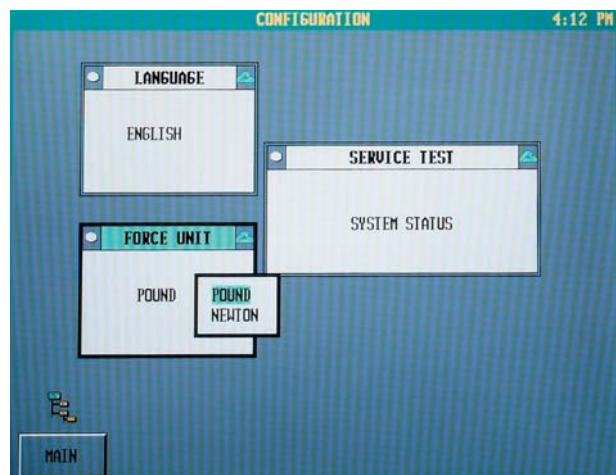 CONFIGURATION 4:12 PM
LANGUAGE
ENGLISH
SERVICE TEST
SYSTEM STATUS
FORCE UNIT
POUND
POUND
NEWTON
MAIN